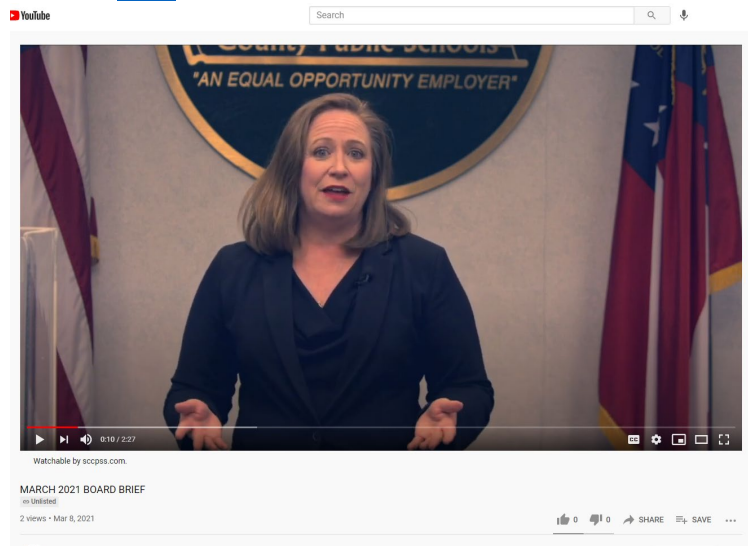 YouTube
Search
County Public Schools
"AN EQUAL OPPORTUNITY EMPLOYER"
0:10 / 2:27
CC
Watchable by sccpss.com.
MARCH 2021 BOARD BRIEF
Unlisted
2 views • Mar 8, 2021
0
0
SHARE
SAVE